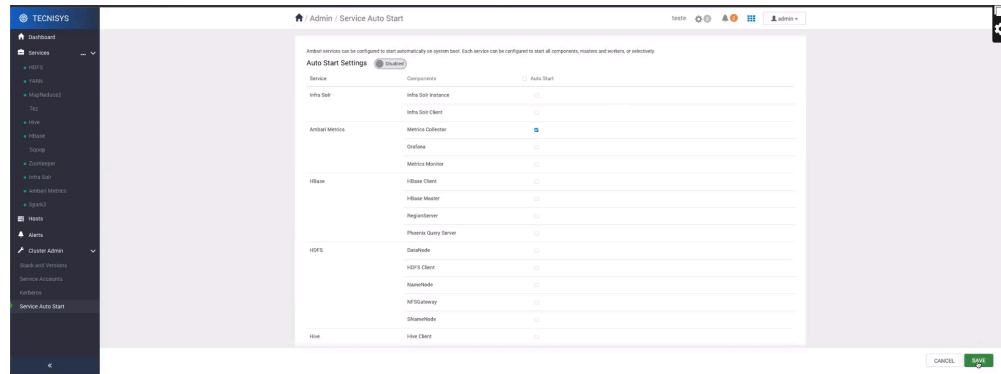 TECNISYS
Dashboard
Services
HDFS
YARN
MapReduce2
Tez
Hive
HBase
Sqoop
ZooKeeper
Infra Solr
Ambari Metrics
Spark3
Hosts
Alerts
Cluster Admin
Stack and Versions
Service Accounts
Kerberos
Service Auto Start
/ Admin / Service Auto Start
teste
admin
Ambari services can be configured to start automatically on system boot. Each service can be configured to start all components, masters and workers, or selectively.
Auto Start Settings Disabled
Service Components Auto Start
Infra Solr Infra Solr Instance
Infra Solr Client
Ambari Metrics Metrics Collector
Grafana
Metrics Monitor
HBase HBase Client
HBase Master
RegionServer
Phoenix Query Server
HDFS DataNode
HDFS Client
NameNode
NFSGateway
SNameNode
Hive Hive Client
CANCEL SAVE